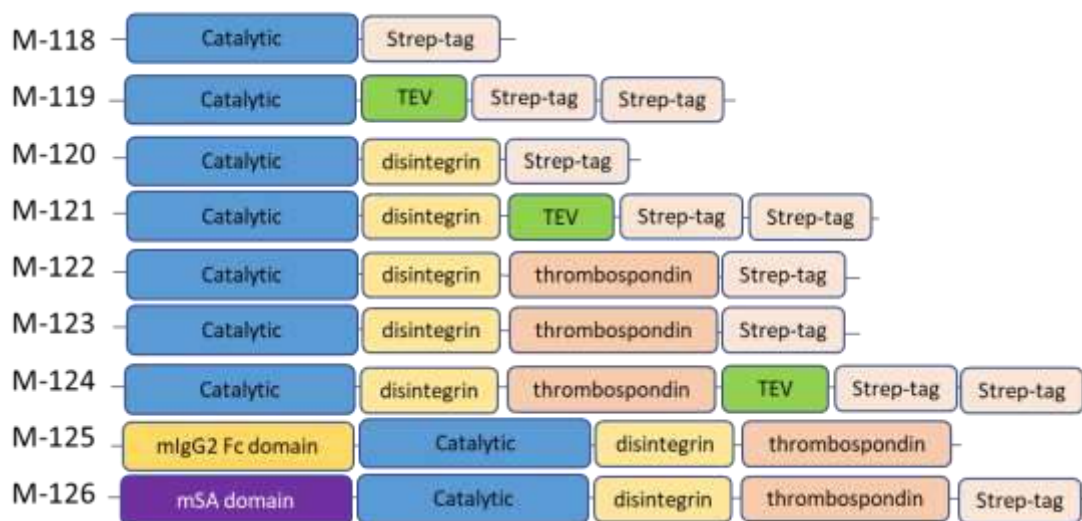 M-118 Catalytic Strep-tag
M-119 Catalytic TEV Strep-tag Strep-tag
M-120 Catalytic disintegrin Strep-tag
M-121 Catalytic disintegrin TEV Strep-tag Strep-tag
M-122 Catalytic disintegrin thrombospondin Strep-tag
M-123 Catalytic disintegrin thrombospondin Strep-tag
M-124 Catalytic disintegrin thrombospondin TEV Strep-tag Strep-tag
M-125 mIgG2 Fc domain Catalytic disintegrin thrombospondin
M-126 mSA domain Catalytic disintegrin thrombospondin Strep-tag